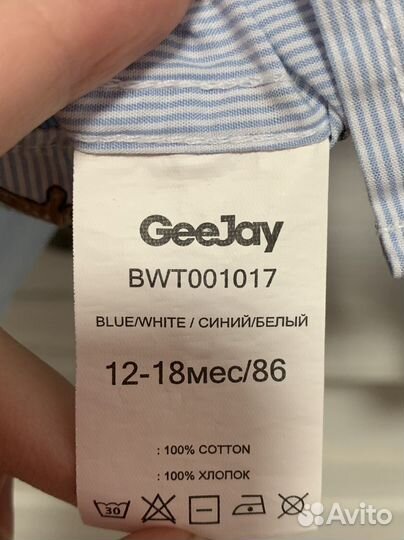 GeeJay
BWT001017
BLUE/WHITE / СИНИЙ/БЕЛЫЙ
12-18мес/86
: 100% COTTON
: 100% ХЛОПОК
30
Avito